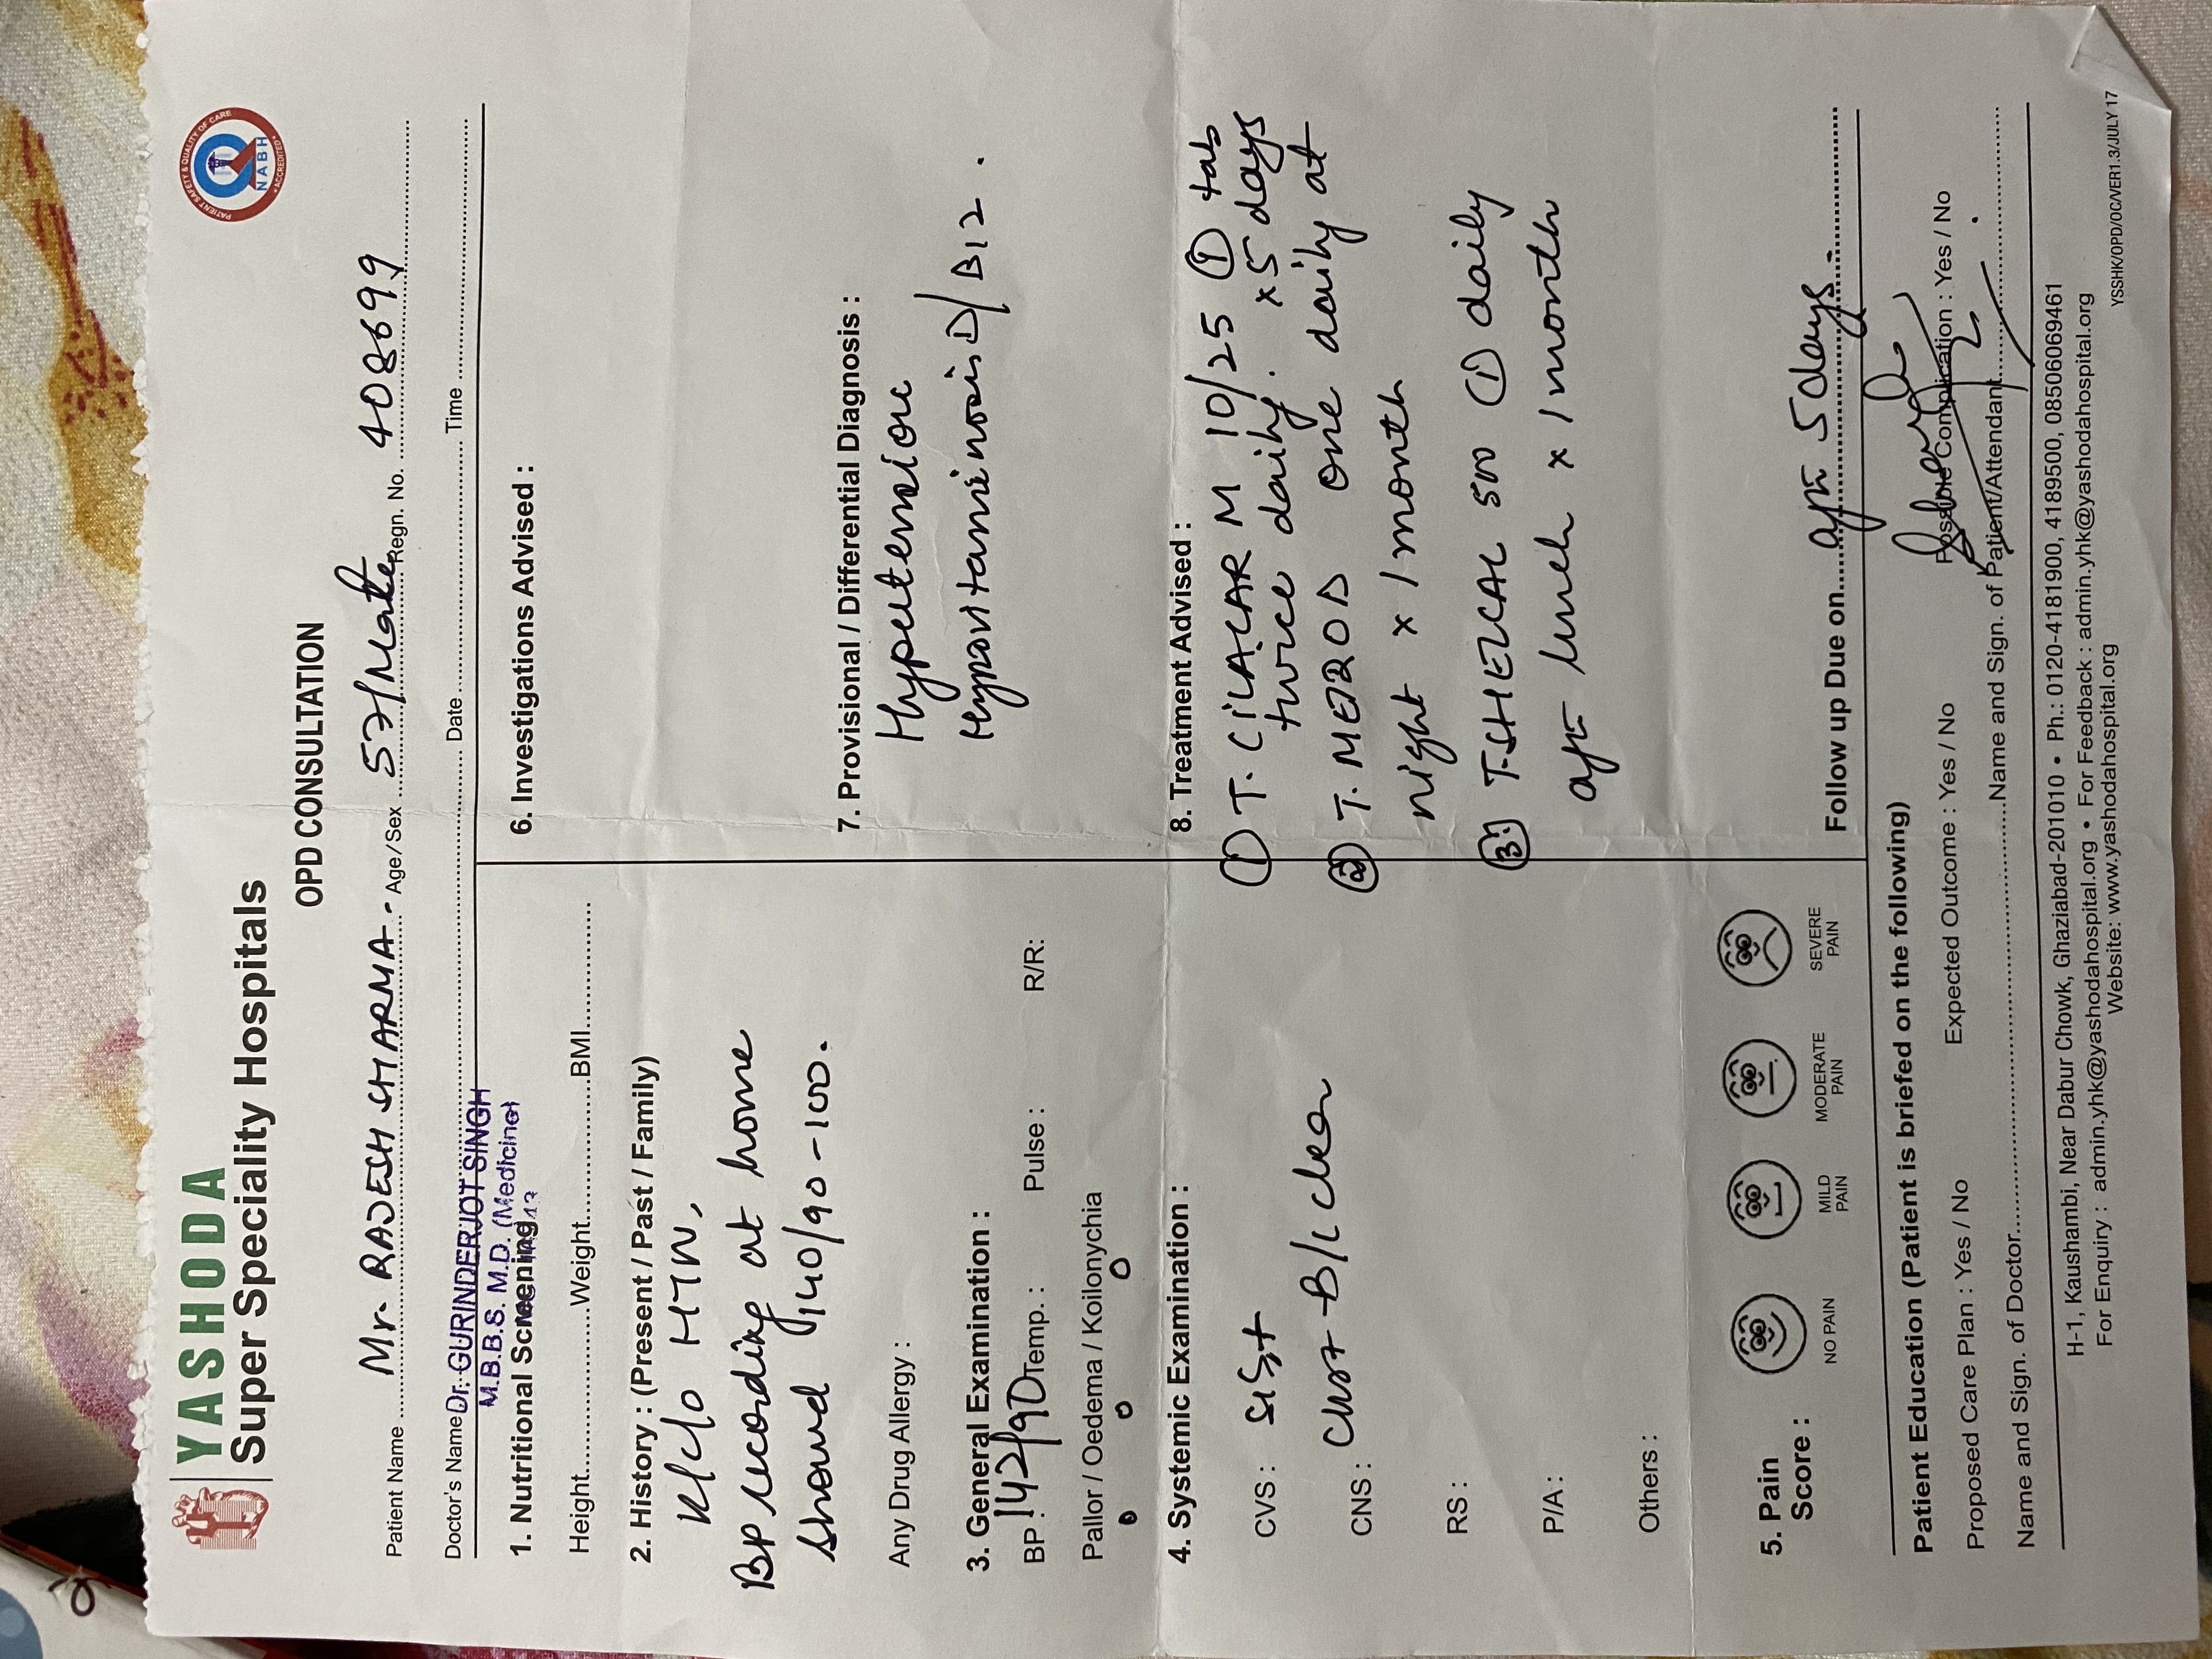 YASHODA
Super Speciality Hospitals
PATIENT SAFETY & QUALITY OF CARE
NABH
• ACCREDITED •
OPD CONSULTATION
Patient Name Mr. RAJESH SHARMA. Age/Sex 57/Male Regn. No. 408699
Doctor's Name Dr. GURINDERJOT SINGH Date Time
M.B.B.S. M.D. (Medicine)
1. Nutritional Screening
Height Weight BMI
2. History : (Present / Past / Family)
K/c/o HTN,
BP recording at home
showed 140/90-100.
Any Drug Allergy :
3. General Examination :
BP : 142/90 Temp. : Pulse : R/R:
Pallor / Oedema / Koilonychia
o o o
4. Systemic Examination :
CVS : S1S2+
Chest B/L clear
CNS :
RS :
P/A :
Others :
5. Pain
Score :
NO PAIN
MILD
PAIN
MODERATE
PAIN
SEVERE
PAIN
6. Investigations Advised :
7. Provisional / Differential Diagnosis :
Hypertension
Hypovitaminosis D/B12.
8. Treatment Advised :
① T. CILACAR M 10/25 ① tab
twice daily. x5 days
② T. one daily at
night x 1 month
③ T. SHELCAL 500 ① daily
after lunch x 1 month
Follow up Due on after 5 days.
Patient Education (Patient is briefed on the following)
Proposed Care Plan : Yes / No Expected Outcome : Yes / No Possible Complication : Yes / No
Name and Sign. of Doctor Name and Sign. of Patient/Attendant
H-1, Kaushambi, Near Dabur Chowk, Ghaziabad-201010 • Ph.: 0120-4181900, 4189500, 08506069461
For Enquiry : admin.yhk@yashodahospital.org • For Feedback : admin.yhk@yashodahospital.org
Website: www.yashodahospital.org
YSSHK/OPD/OC/VER1.3/JULY 17